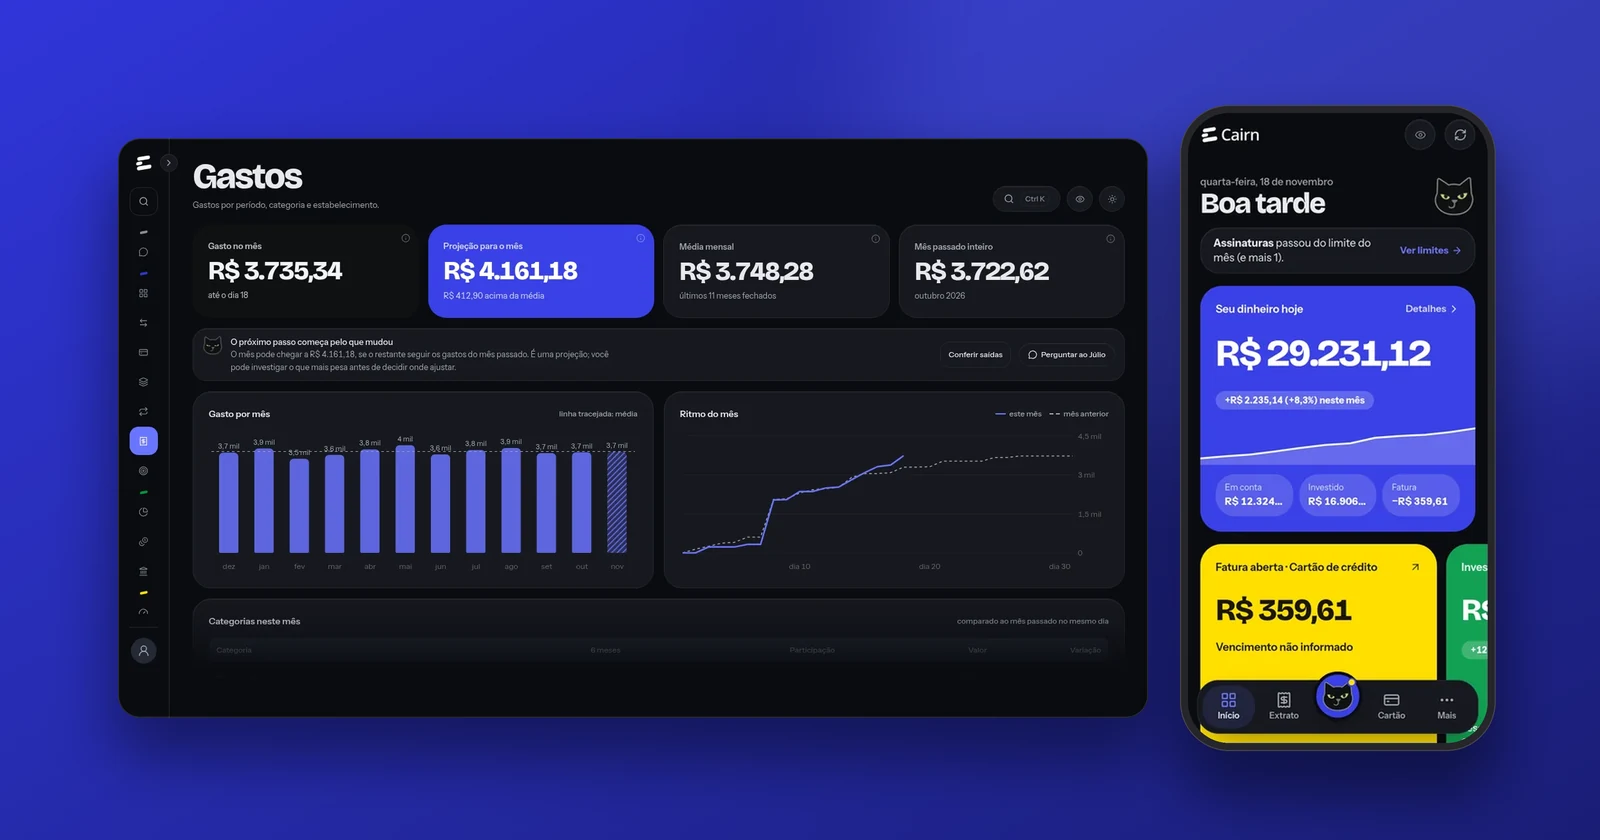 Gastos
Gastos por período, categoria e estabelecimento.
Ctrl K
Gasto no mês
R$ 3.735,34
até o dia 18
Projeção para o mês
R$ 4.161,18
R$ 412,90 acima da média
Média mensal
R$ 3.748,28
últimos 11 meses fechados
Mês passado inteiro
R$ 3.722,62
outubro 2026
O próximo passo começa pelo que mudou
O mês pode chegar a R$ 4.161,18, se o restante seguir os gastos do mês passado. É uma projeção; você
pode investigar o que mais pesa antes de decidir onde ajustar.
Conferir saídas
Perguntar ao Júlio
Gasto por mês
linha tracejada: média
3,7 mil
3,9 mil
3,5 mil
3,6 mil
3,8 mil
4 mil
3,6 mil
3,8 mil
3,9 mil
3,7 mil
3,7 mil
3,7 mil
dez
jan
fev
mar
abr
mai
jun
jul
ago
set
out
nov
Ritmo do mês
este mês
mês anterior
4,5 mil
3 mil
1,5 mil
0
dia 10
dia 20
dia 30
Categorias neste mês
comparado ao mês passado no mesmo dia
Categoria
6 meses
Participação
Valor
Variação
Cairn
quarta-feira, 18 de novembro
Boa tarde
Assinaturas passou do limite do
mês (e mais 1).
Ver limites
Seu dinheiro hoje
Detalhes
R$ 29.231,12
+R$ 2.235,14 (+8,3%) neste mês
Em conta
R$ 12.324...
Investido
R$ 16.906...
Fatura
−R$ 359,61
Fatura aberta · Cartão de crédito
R$ 359,61
Vencimento não informado
Inves
R$
+12
Início
Extrato
Cartão
Mais